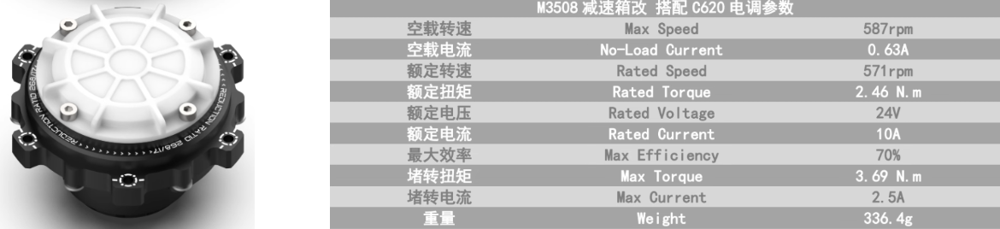 REDUCTION RATIO 268/17
REDUCTION RATIO 268/17
M3508 减速箱改 搭配 C620 电调参数
空载转速 Max Speed 587rpm
空载电流 No-Load Current 0.63A
额定转速 Rated Speed 571rpm
额定扭矩 Rated Torque 2.46 N.m
额定电压 Rated Voltage 24V
额定电流 Rated Current 10A
最大效率 Max Efficiency 70%
堵转扭矩 Max Torque 3.69 N.m
堵转电流 Max Current 2.5A
重量 Weight 336.4g